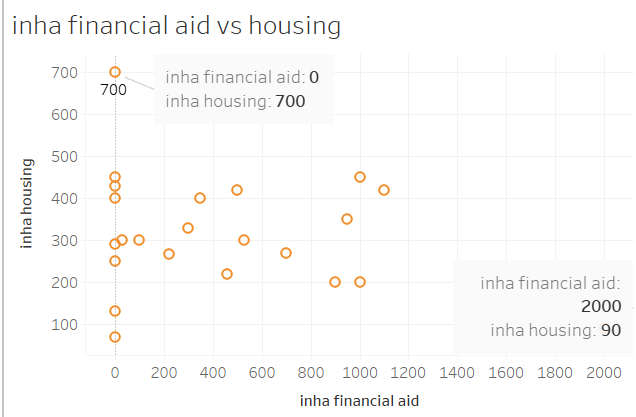 inha financial aid vs housing
inha financial aid: 0
inha housing: 700
700
700
600
500
400
300
200
100
inha housing
inha financial aid:
2000
inha housing: 90
0
200
400
600
800
1000
1200
1400
1600
1800
2000
inha financial aid